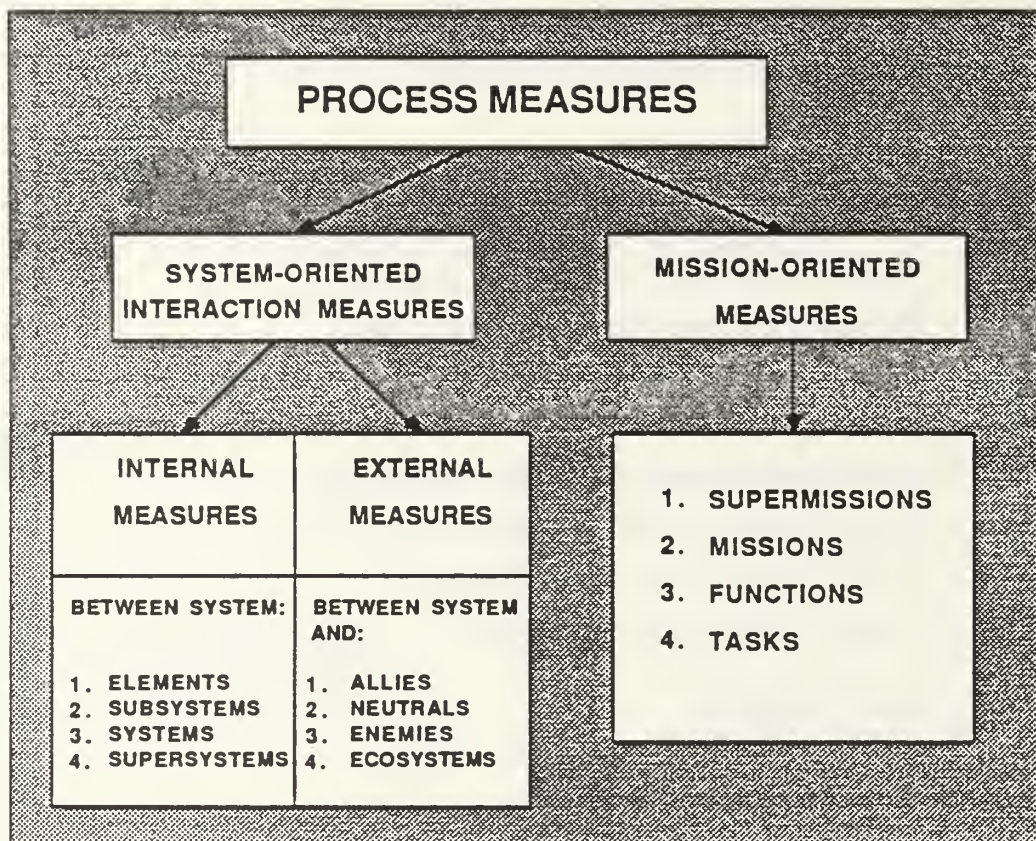 PROCESS MEASURES
SYSTEM-ORIENTED
INTERACTION MEASURES
MISSION-ORIENTED
MEASURES
INTERNAL
MEASURES
EXTERNAL
MEASURES
BETWEEN SYSTEM:
1. ELEMENTS
2. SUBSYSTEMS
3. SYSTEMS
4. SUPERSYSTEMS
BETWEEN SYSTEM
AND:
1. ALLIES
2. NEUTRALS
3. ENEMIES
4. ECOSYSTEMS
1. SUPERMISSIONS
2. MISSIONS
3. FUNCTIONS
4. TASKS